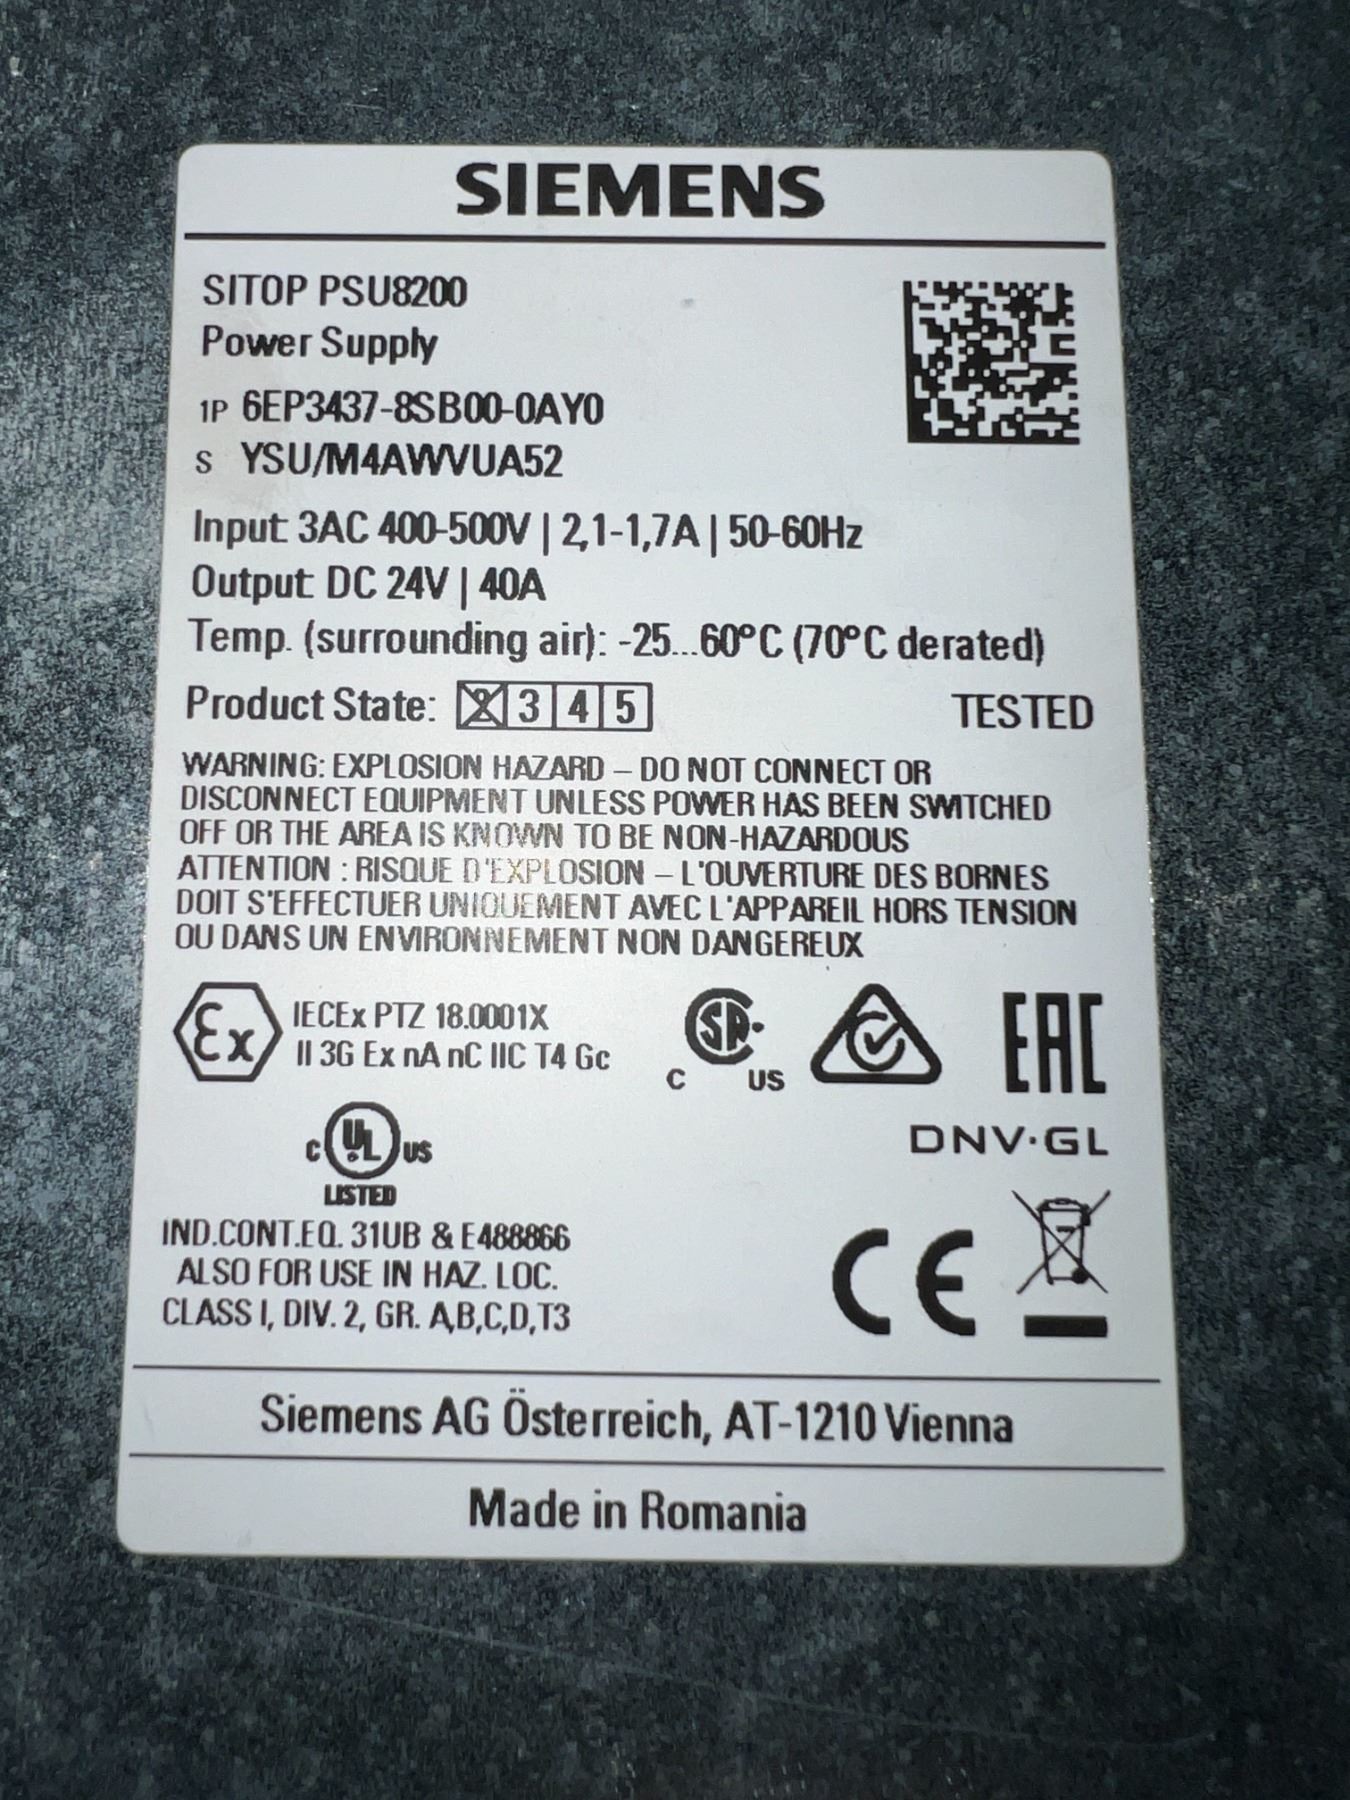 SIEMENS
SITOP PSU8200
Power Supply
1P 6EP3437-8SB00-0AY0
S YSU/M4AWVUA52
Input: 3AC 400-500V | 2,1-1,7A | 50-60Hz
Output: DC 24V | 40A
Temp. (surrounding air): -25...60°C (70°C derated)
Product State: 2 3 4 5 TESTED
WARNING: EXPLOSION HAZARD – DO NOT CONNECT OR
DISCONNECT EQUIPMENT UNLESS POWER HAS BEEN SWITCHED
OFF OR THE AREA IS KNOWN TO BE NON-HAZARDOUS
ATTENTION : RISQUE D'EXPLOSION – L'OUVERTURE DES BORNES
DOIT S'EFFECTUER UNIQUEMENT AVEC L'APPAREIL HORS TENSION
OU DANS UN ENVIRONNEMENT NON DANGEREUX
Ex IECEx PTZ 18.0001X
II 3G Ex nA nC IIC T4 Gc
C SA US
EAC
DNV·GL
C UL US
LISTED
IND.CONT.EQ. 31UB & E488866
ALSO FOR USE IN HAZ. LOC.
CLASS I, DIV. 2, GR. A,B,C,D,T3
CE
Siemens AG Österreich, AT-1210 Vienna
Made in Romania